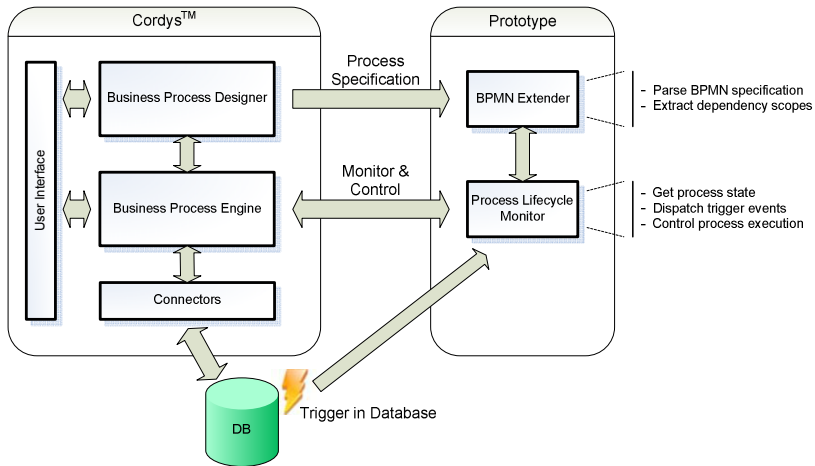 Cordys™
Prototype
User Interface
Business Process Designer
Business Process Engine
Connectors
Process
Specification
Monitor &
Control
BPMN Extender
Process Lifecycle
Monitor
- Parse BPMN specification
- Extract dependency scopes
- Get process state
- Dispatch trigger events
- Control process execution
DB
Trigger in Database